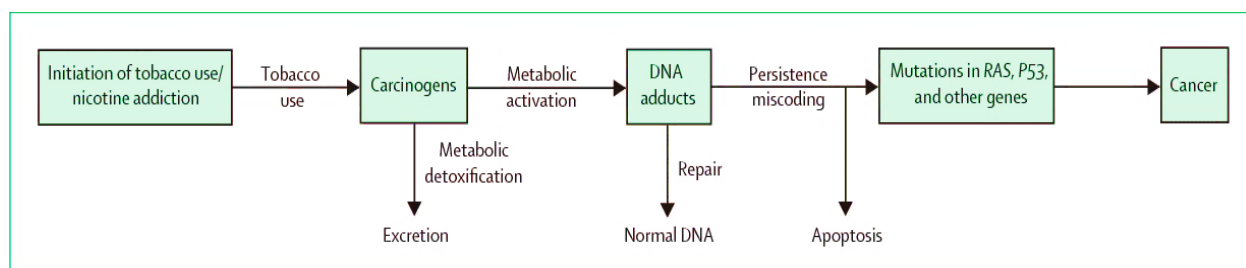 Initiation of tobacco use/
nicotine addiction
Tobacco
use
Carcinogens
Metabolic
activation
DNA
adducts
Persistence
miscoding
Mutations in RAS, P53,
and other genes
Cancer
Metabolic
detoxification
Repair
Excretion
Normal DNA
Apoptosis